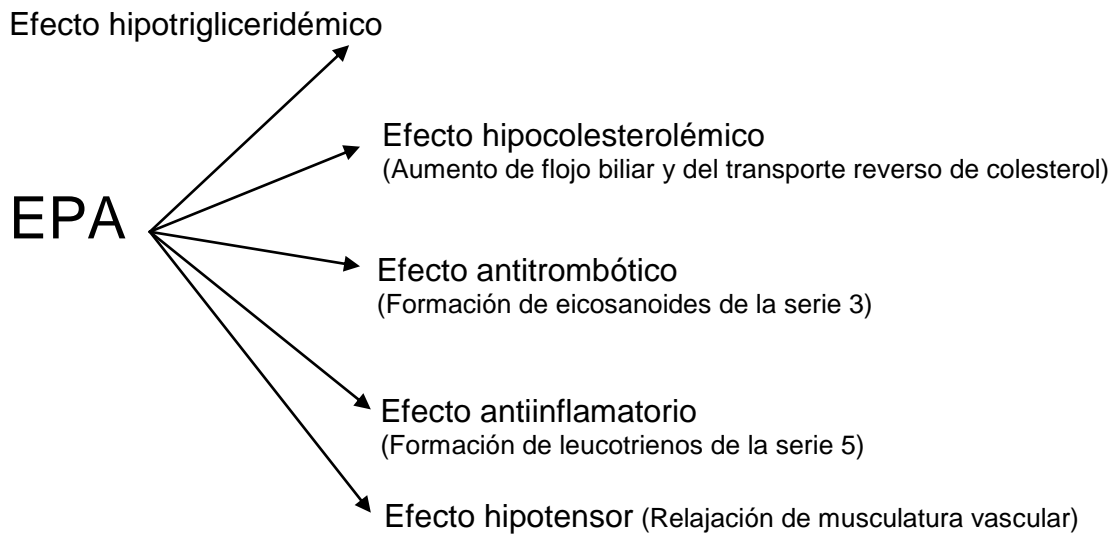 Efecto hipotrigliceridémico
Efecto hipocolesterolémico
(Aumento de flojo biliar y del transporte reverso de colesterol)
EPA
Efecto antitrombótico
(Formación de eicosanoides de la serie 3)
Efecto antiinflamatorio
(Formación de leucotrienos de la serie 5)
Efecto hipotensor (Relajación de musculatura vascular)